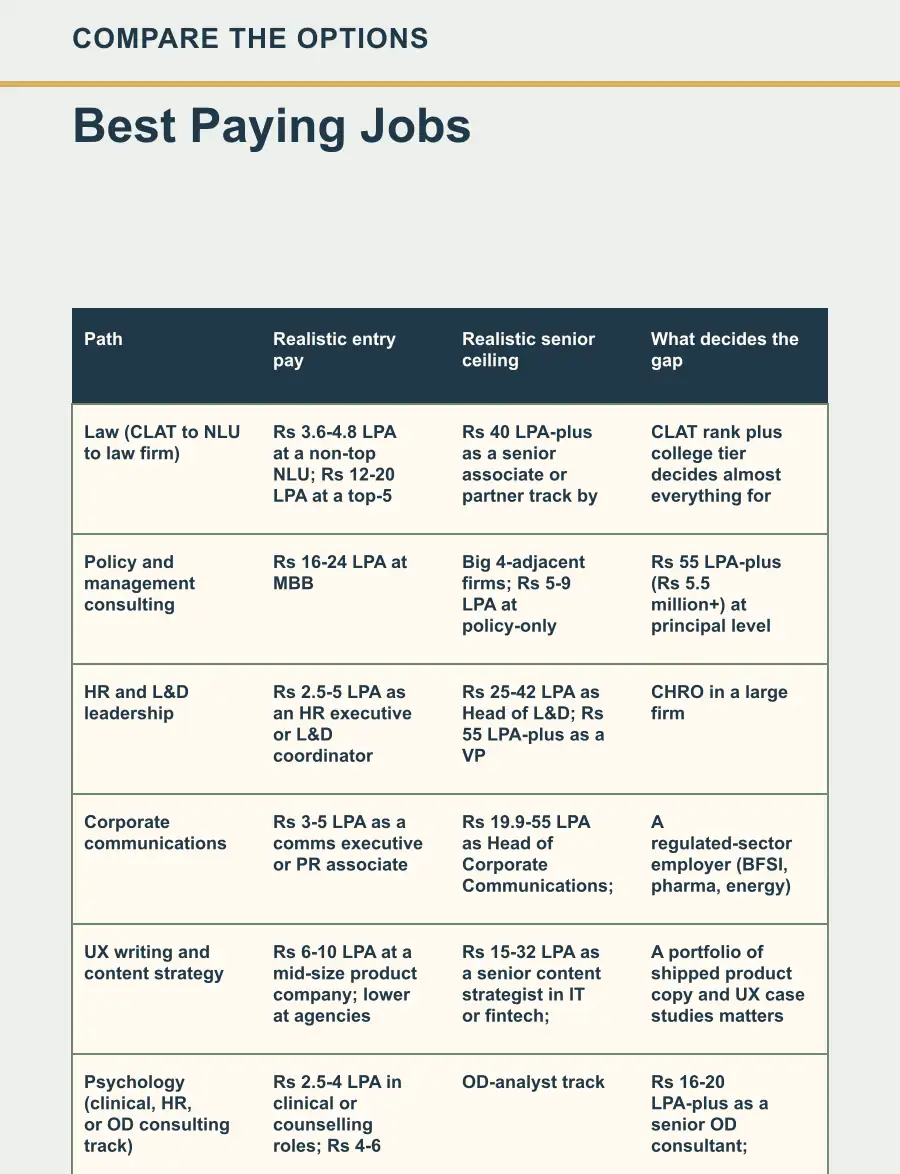 COMPARE THE OPTIONS
Best Paying Jobs
Path
Realistic entry
pay
Realistic senior
ceiling
What decides the
gap
Law (CLAT to NLU
to law firm)
Rs 3.6-4.8 LPA
at a non-top
NLU; Rs 12-20
LPA at a top-5
Rs 40 LPA-plus
as a senior
associate or
partner track by
CLAT rank plus
college tier
decides almost
everything for
Policy and
management
consulting
Rs 16-24 LPA at
MBB
Big 4-adjacent
firms; Rs 5-9
LPA at
policy-only
Rs 55 LPA-plus
(Rs 5.5
million+) at
principal level
HR and L&D
leadership
Rs 2.5-5 LPA as
an HR executive
or L&D
coordinator
Rs 25-42 LPA as
Head of L&D; Rs
55 LPA-plus as a
VP
CHRO in a large
firm
Corporate
communications
Rs 3-5 LPA as a
comms executive
or PR associate
Rs 19.9-55 LPA
as Head of
Corporate
Communications;
A
regulated-sector
employer (BFSI,
pharma, energy)
UX writing and
content strategy
Rs 6-10 LPA at a
mid-size product
company; lower
at agencies
Rs 15-32 LPA as
a senior content
strategist in IT
or fintech;
A portfolio of
shipped product
copy and UX case
studies matters
Psychology
(clinical, HR,
or OD consulting
track)
Rs 2.5-4 LPA in
clinical or
counselling
roles; Rs 4-6
OD-analyst track
Rs 16-20
LPA-plus as a
senior OD
consultant;